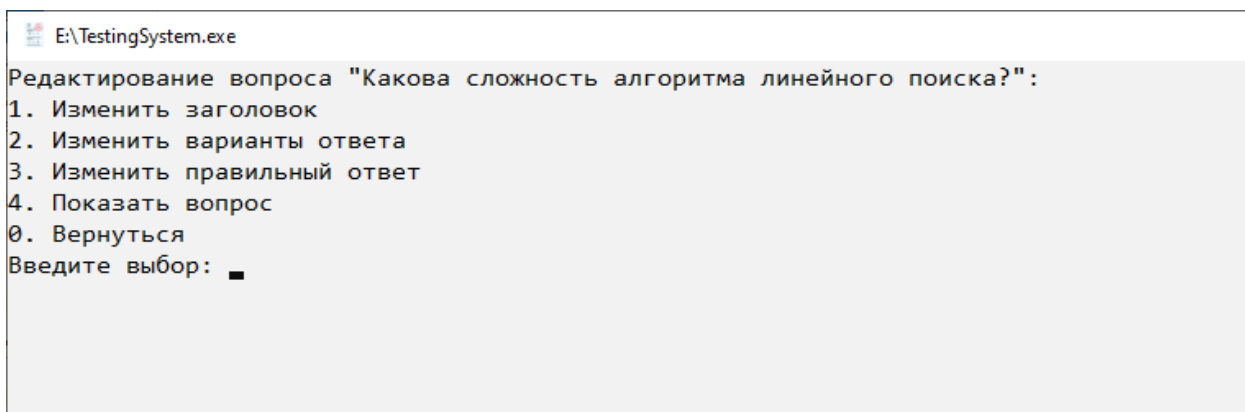 E:\TestingSystem.exe
Редактирование вопроса "Какова сложность алгоритма линейного поиска?":
1. Изменить заголовок
2. Изменить варианты ответа
3. Изменить правильный ответ
4. Показать вопрос
0. Вернуться
Введите выбор: